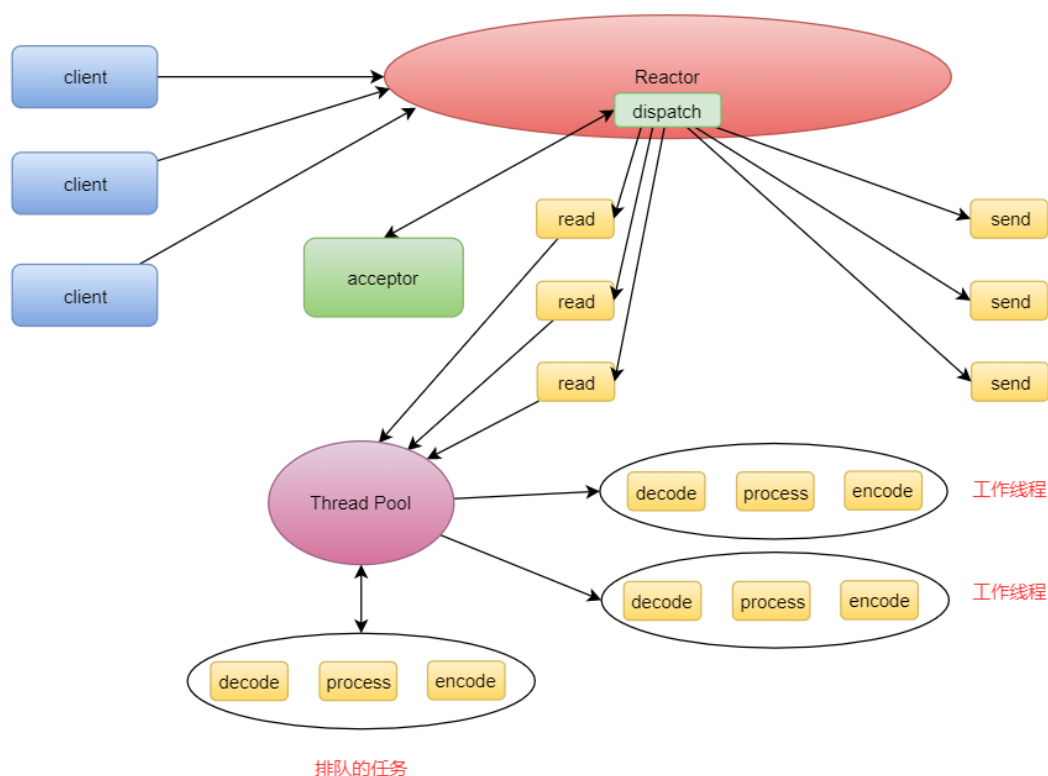 client
Reactor
dispatch
client
read
send
acceptor
client
read
send
read
send
Thread Pool
decode
process
encode
工作线程
decode
process
encode
工作线程
decode
process
encode
排队的任务